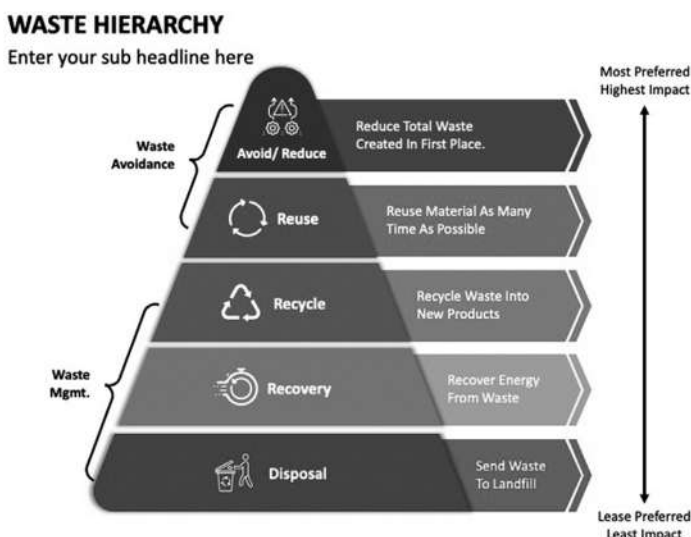 WASTE HIERARCHY
Enter your sub headline here
Most Preferred
Highest Impact
Waste
Avoidance
Avoid/ Reduce
Reduce Total Waste
Created In First Place.
Reuse
Reuse Material As Many
Time As Possible
Recycle
Recycle Waste Into
New Products
Waste
Mgmt.
Recovery
Recover Energy
From Waste
Disposal
Send Waste
To Landfill
Lease Preferred
Least Impact